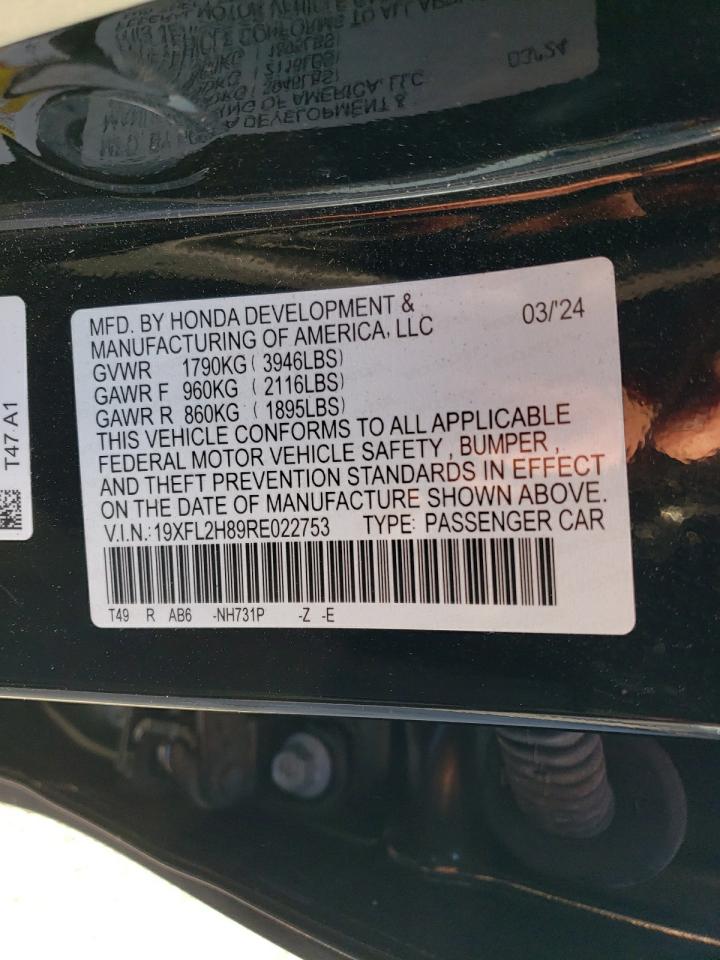 MFD. BY HONDA DEVELOPMENT & 03/'24
MANUFACTURING OF AMERICA, LLC
GVWR 1790KG ( 3946LBS)
GAWR F 960KG ( 2116LBS)
GAWR R 860KG ( 1895LBS)
THIS VEHICLE CONFORMS TO ALL APPLICABLE
FEDERAL MOTOR VEHICLE SAFETY , BUMPER ,
AND THEFT PREVENTION STANDARDS IN EFFECT
ON THE DATE OF MANUFACTURE SHOWN ABOVE.
V.I.N.: 19XFL2H89RE022753 TYPE: PASSENGER CAR
T49 R AB6 -NH731P -Z -E
T47 A1